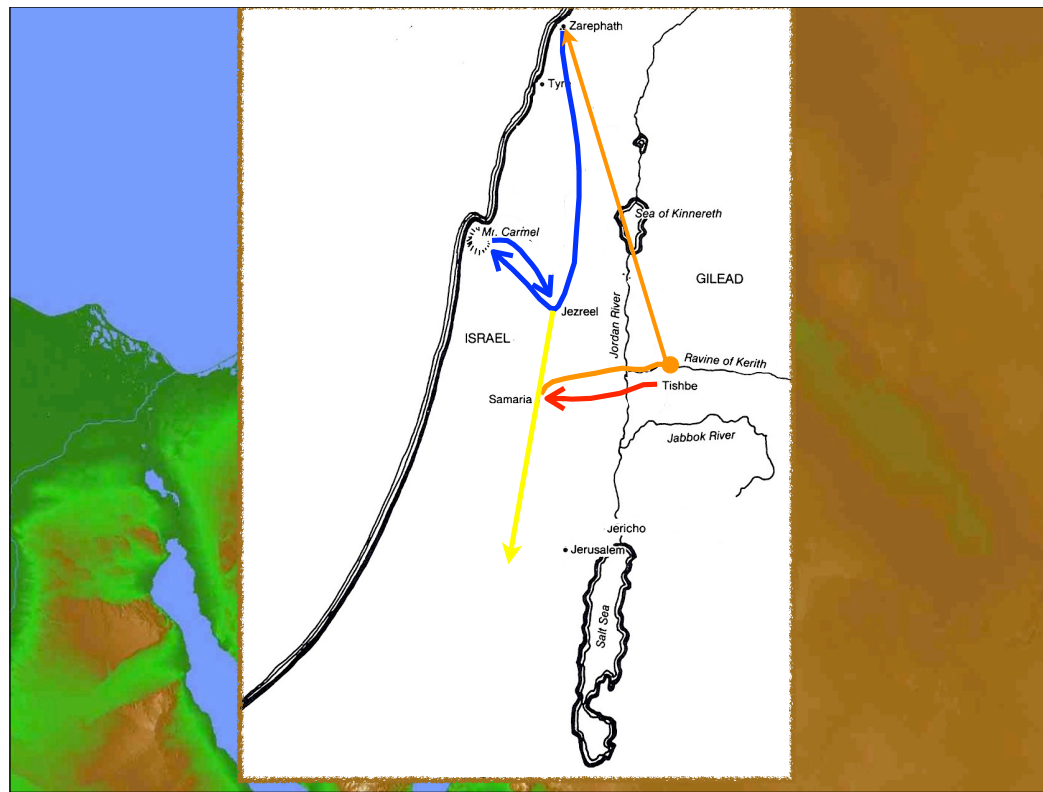 Zarephath
Tyre
Sea of Kinnereth
Mt. Carmel
GILEAD
Jordan River
Jezreel
ISRAEL
Ravine of Kerith
Tishbe
Samaria
Jabbok River
Jericho
Jerusalem
Salt Sea